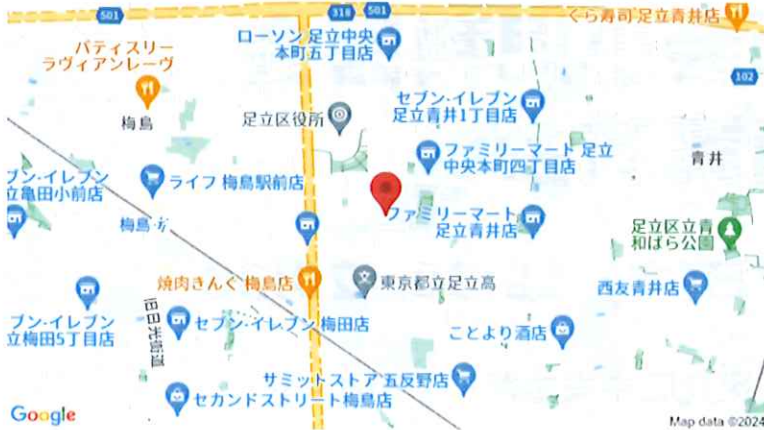 501
318
501
くら寿司 足立青井店
ローソン 足立中央
本町五丁目店
パティスリー
ラヴィアンレーヴ
102
セブン-イレブン
足立青井1丁目店
梅島
足立区役所
ファミリーマート 足立
中央本町四丁目店
青井
ブン-イレブン
立亀田小前店
ライフ 梅島駅前店
ファミリーマート
足立青井店
梅島
足立区立青
和ばら公園
焼肉きんぐ 梅島店
東京都立足立高
西友青井店
ブン-イレブン
立梅田5丁目店
旧日光街道
セブン-イレブン 梅田店
ことより酒店
サミットストア 五反野店
セカンドストリート梅島店
Google
Map data ©2024